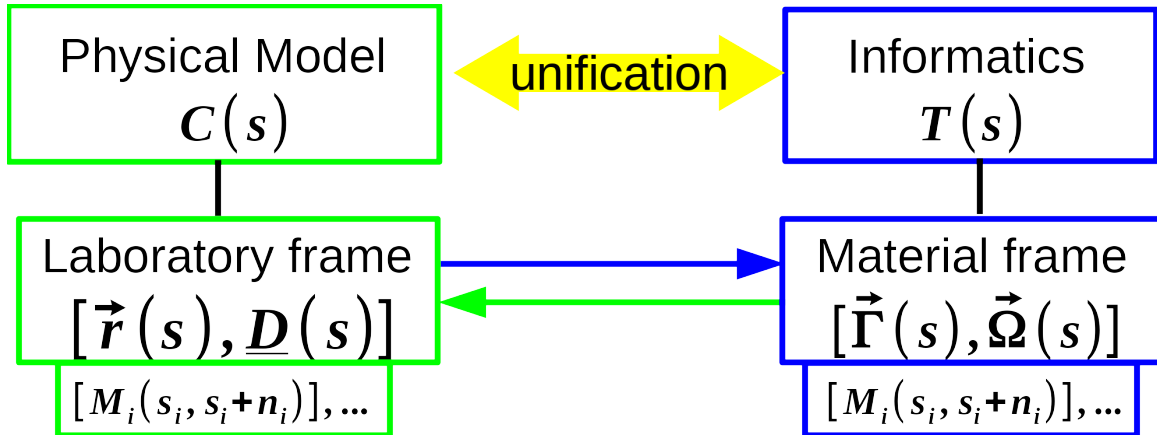 Physical Model
C(s)
unification
Informatics
T(s)
Laboratory frame
[r⃗(s), D̲(s)]
[Mᵢ(sᵢ, sᵢ+nᵢ)], ...
Material frame
[Γ⃗(s), Ω⃗(s)]
[Mᵢ(sᵢ, sᵢ+nᵢ)], ...